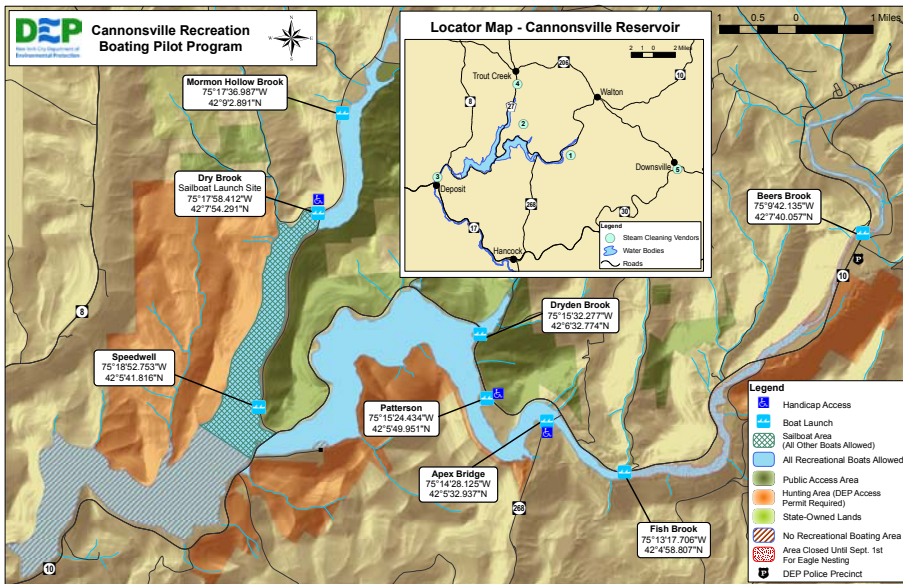 DEP
New York City Department of
Environmental Protection
Cannonsville Recreation
Boating Pilot Program
N
W
E
S
Locator Map - Cannonsville Reservoir
2 1 0 2 Miles
Trout Creek
4
206
10
8
Walton
27
2
1
3
Deposit
Downsville
5
268
30
17
Hancock
Legend
Steam Cleaning Vendors
Water Bodies
Roads
1 0.5 0 1 Miles
Mormon Hollow Brook
75°17'36.987"W
42°9'2.891"N
Dry Brook
Sailboat Launch Site
75°17'58.412"W
42°7'54.291"N
Beers Brook
75°9'42.135"W
42°7'40.057"N
P
10
8
Dryden Brook
75°15'32.277"W
42°6'32.774"N
Speedwell
75°18'52.753"W
42°5'41.816"N
Patterson
75°15'24.434"W
42°5'49.951"N
Apex Bridge
75°14'28.125"W
42°5'32.937"N
268
Fish Brook
75°13'17.706"W
42°4'58.807"N
10
Legend
Handicap Access
Boat Launch
Sailboat Area
(All Other Boats Allowed)
All Recreational Boats Allowed
Public Access Area
Hunting Area (DEP Access
Permit Required)
State-Owned Lands
No Recreational Boating Area
Area Closed Until Sept. 1st
For Eagle Nesting
P
DEP Police Precinct